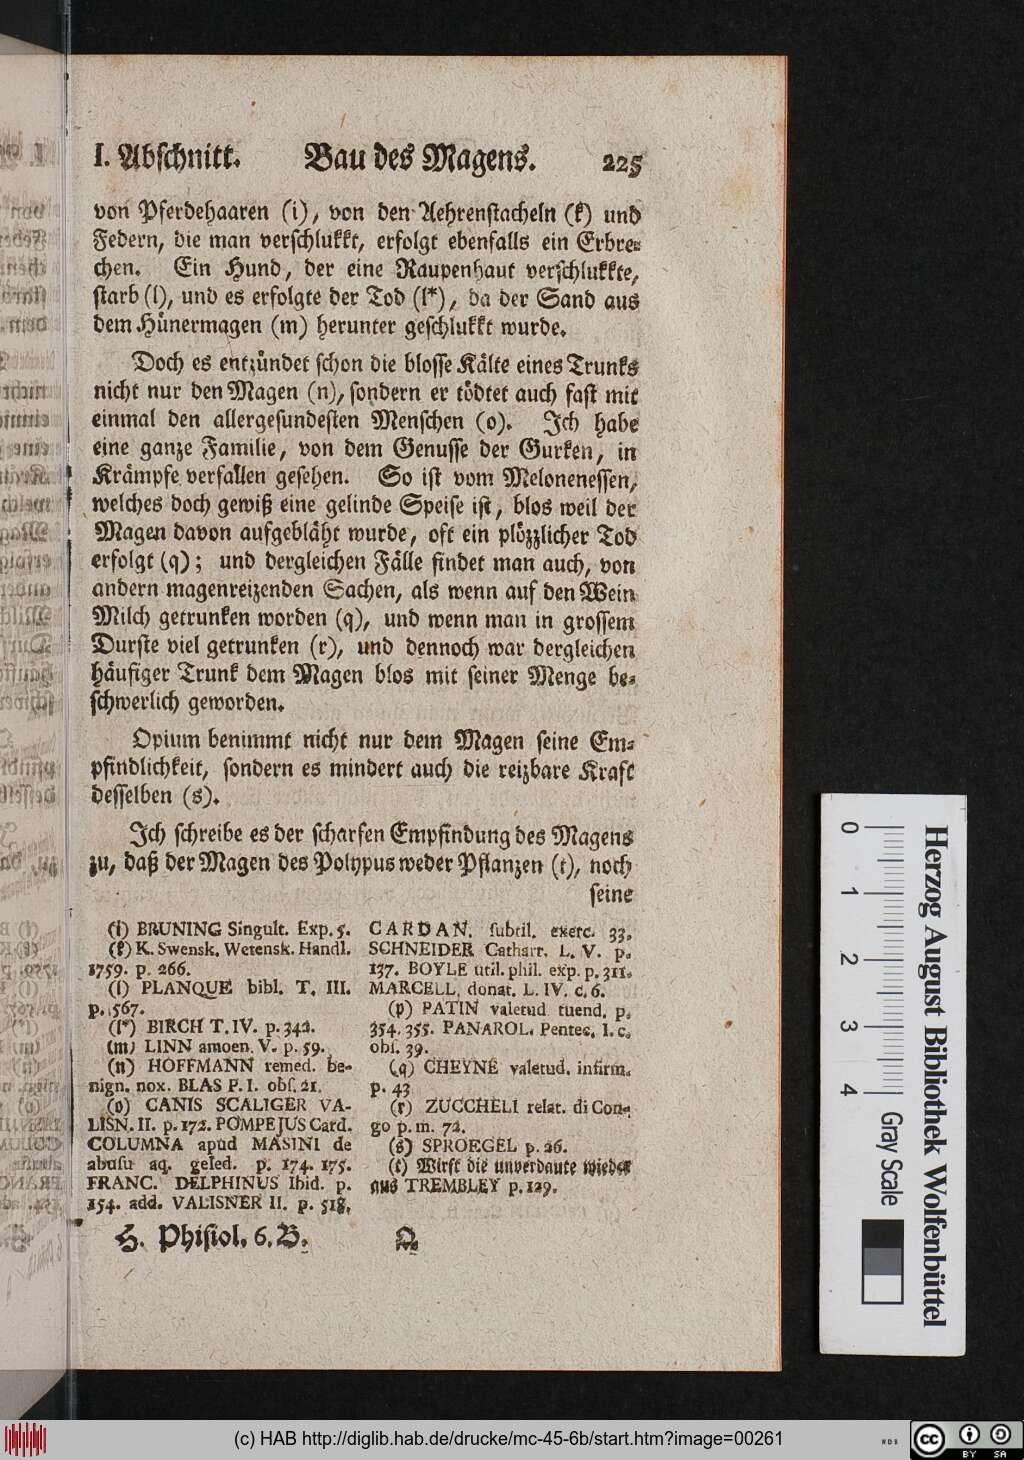 I. Abschnitt. Bau des Magens. 225
von Pferdehaaren (i), von den Aehrenstacheln (k) und
Federn, die man verschlukkt, erfolgt ebenfalls ein Erbre-
chen. Ein Hund, der eine Raupenhaut verschlukkte,
starb (l), und es erfolgte der Tod (l*), da der Sand aus
dem Hünermagen (m) herunter geschlukkt wurde.
Doch es entzündet schon die blosse Kälte eines Trunks
nicht nur den Magen (n), sondern er tödtet auch fast mit
einmal den allergesundesten Menschen (o). Ich habe
eine ganze Familie, von dem Genusse der Gurken, in
Krämpfe verfallen gesehen. So ist vom Melonenessen,
welches doch gewiß eine gelinde Speise ist, blos weil der
Magen davon aufgebläht wurde, oft ein plözzlicher Tod
erfolgt (q); und dergleichen Fälle findet man auch, von
andern magenreizenden Sachen, als wenn auf den Wein
Milch getrunken worden (q), und wenn man in grossem
Durste viel getrunken (r), und dennoch war dergleichen
häufiger Trunk dem Magen blos mit seiner Menge be-
schwerlich geworden.
Opium benimmt nicht nur dem Magen seine Em-
pfindlichkeit, sondern es mindert auch die reizbare Kraft
desselben (s).
Ich schreibe es der scharfen Empfindung des Magens
zu, daß der Magen des Polypus weder Pflanzen (t), noch
seine
(i) BRUNING Singult. Exp. 5.
(k) K. Swensk. Wetensk. Handl.
1759. p. 266.
(l) PLANQUE bibl. T. III.
p. 567.
(l*) BIRCH T. IV. p. 342.
(m) LINN amoen. V. p. 59.
(n) HOFFMANN remed. be-
nign. nox. BLAS P. I. obs. 21.
(o) CANIS SCALIGER VA-
LISN. II. p. 172. POMPEJUS Card.
COLUMNA apud MASINI de
abusu aq. geled. p. 174. 175.
FRANC. DELPHINUS Ibid. p.
254. add. VALISNER II. p. 518.
CARDAN. subtil. exerc. 33.
SCHNEIDER Catharr. L. V. p.
137. BOYLE util. phil. exp. p. 311.
MARCELL. donat. L. IV. c. 6.
(p) PATIN valetud tuend. p.
354. 355. PANAROL. Pentec. I. c.
obs. 39.
(q) CHEYNE valetud. infirm.
p. 43
(r) ZUCCHELI relat. di Con-
go p. m. 72.
(s) SPROEGEL p. 26.
(t) Wirft die unverdaute wieder
aus TREMBLEY p. 129.
H. Phisiol. 6. B. Q
Herzog August Bibliothek Wolfenbüttel
0 1 2 3 4
Gray Scale
(c) HAB http://diglib.hab.de/drucke/mc-45-6b/start.htm?image=00261
WDB
cc BY SA